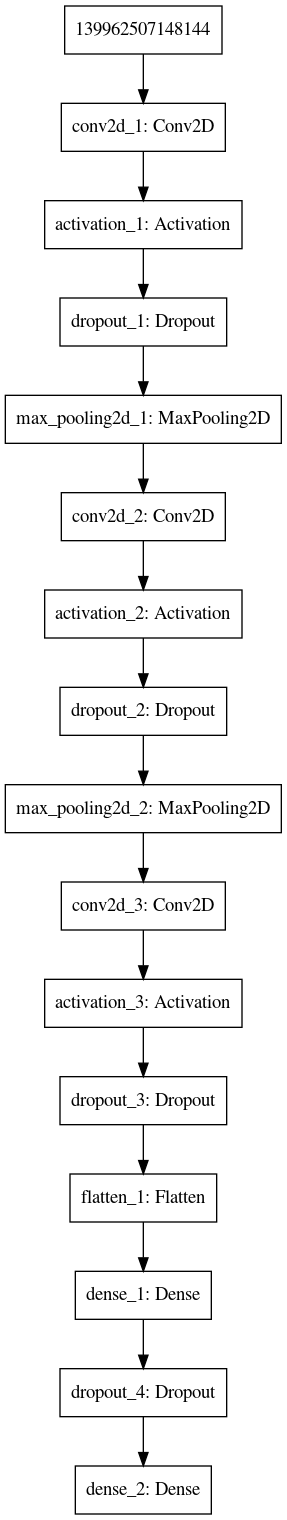 139962507148144
conv2d_1: Conv2D
activation_1: Activation
dropout_1: Dropout
max_pooling2d_1: MaxPooling2D
conv2d_2: Conv2D
activation_2: Activation
dropout_2: Dropout
max_pooling2d_2: MaxPooling2D
conv2d_3: Conv2D
activation_3: Activation
dropout_3: Dropout
flatten_1: Flatten
dense_1: Dense
dropout_4: Dropout
dense_2: Dense